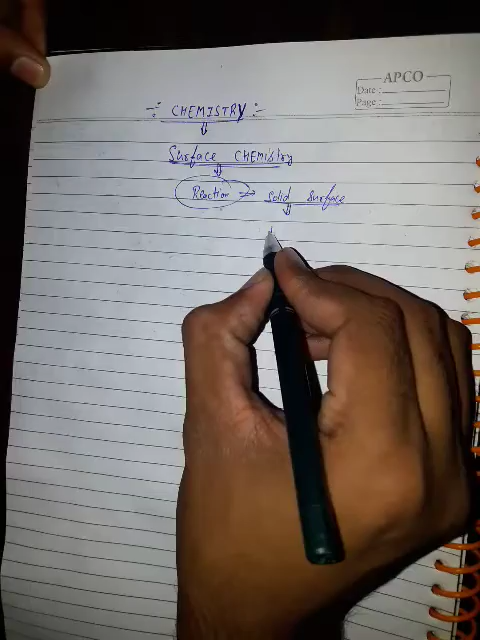 APCO
Date :
Page :
-: CHEMISTRY :-
⇓
Surface CHEMistry
⇓
Reaction → Solid Surface
⇓